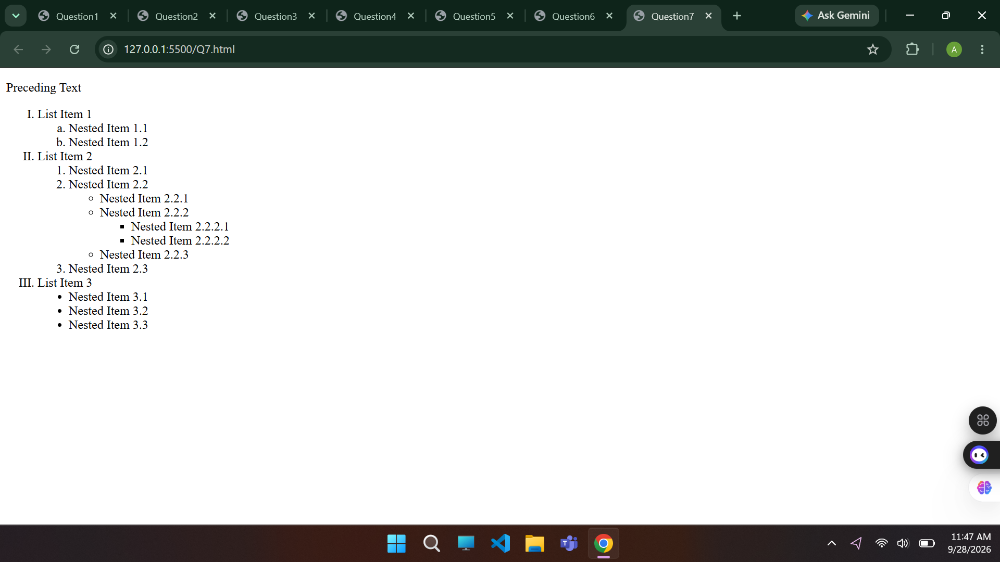 Question1
Question2
Question3
Question4
Question5
Question6
Question7
Ask Gemini
127.0.0.1:5500/Q7.html
A
Preceding Text
I. List Item 1
a. Nested Item 1.1
b. Nested Item 1.2
II. List Item 2
1. Nested Item 2.1
2. Nested Item 2.2
Nested Item 2.2.1
Nested Item 2.2.2
Nested Item 2.2.2.1
Nested Item 2.2.2.2
Nested Item 2.2.3
3. Nested Item 2.3
III. List Item 3
Nested Item 3.1
Nested Item 3.2
Nested Item 3.3
T
11:47 AM
9/28/2026